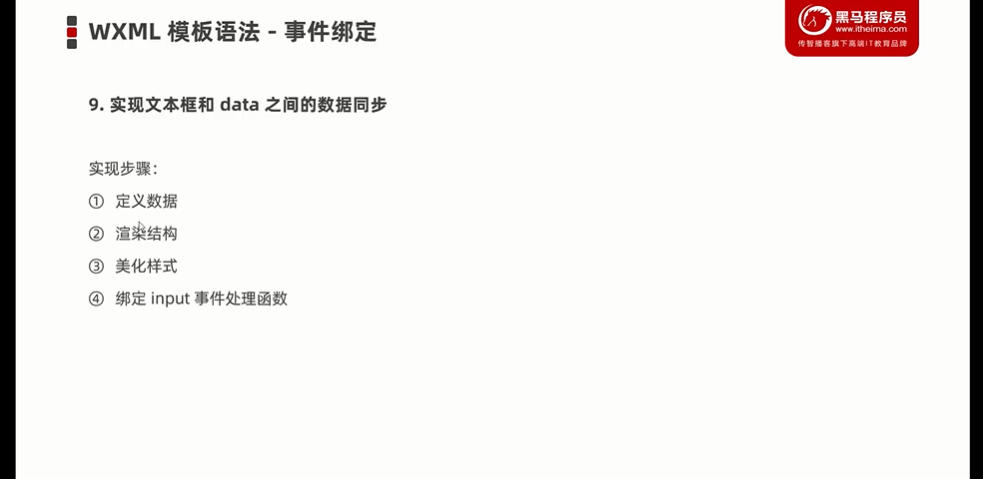 WXML 模板语法 - 事件绑定
黑马程序员
www.itheima.com
传智播客旗下高端IT教育品牌
9. 实现文本框和 data 之间的数据同步
实现步骤：
① 定义数据
② 渲染结构
③ 美化样式
④ 绑定 input 事件处理函数